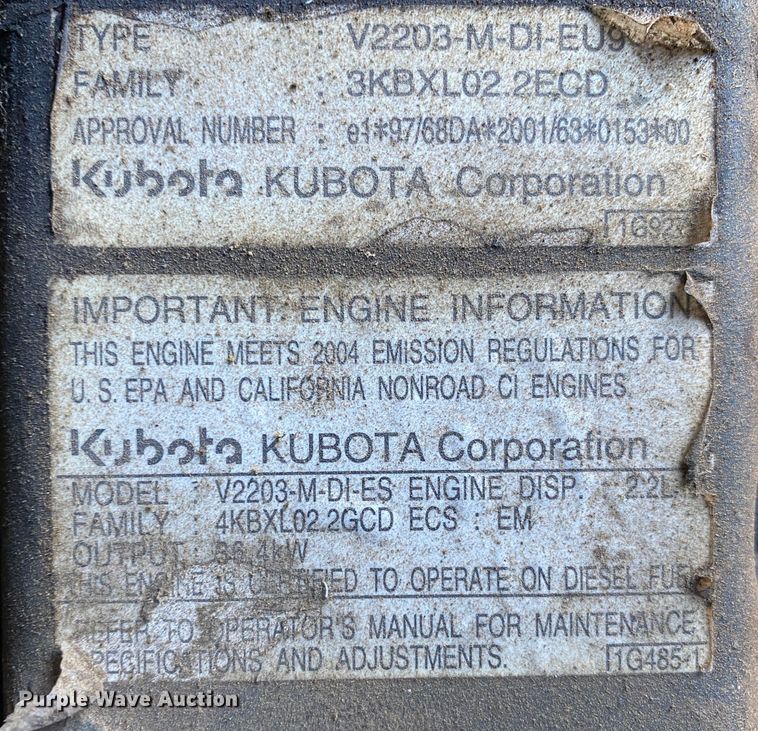 TYPE : V2203-M-DI-EU9
FAMILY : 3KBXL02.2ECD
APPROVAL NUMBER : e1*97/68DA*2001/63*0153*00
Kubota KUBOTA Corporation
IMPORTANT ENGINE INFORMATION
THIS ENGINE MEETS 2004 EMISSION REGULATIONS FOR
U.S. EPA AND CALIFORNIA NONROAD CI ENGINES.
Kubota KUBOTA Corporation
MODEL : V2203-M-DI-ES ENGINE DISP. : 2.2L
FAMILY : 4KBXL02.2GCD ECS : EM
OUTPUT : 36.4kW
THIS ENGINE IS CERTIFIED TO OPERATE ON DIESEL FUEL
REFER TO OPERATOR'S MANUAL FOR MAINTENANCE
SPECIFICATIONS AND ADJUSTMENTS. 1G485-1
Purple Wave Auction